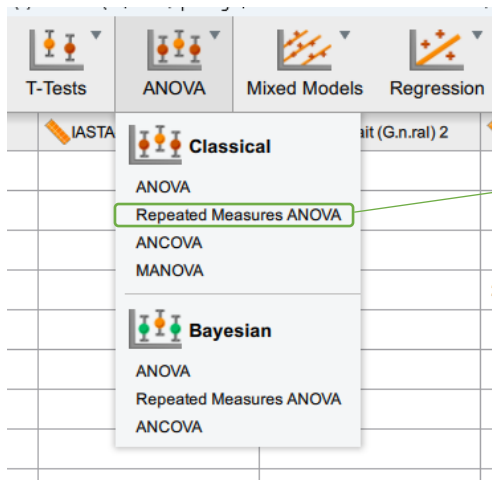 T-Tests
ANOVA
Mixed Models
Regression
IASTA
ait (G.n.ral) 2
Classical
ANOVA
Repeated Measures ANOVA
ANCOVA
MANOVA
Bayesian
ANOVA
Repeated Measures ANOVA
ANCOVA